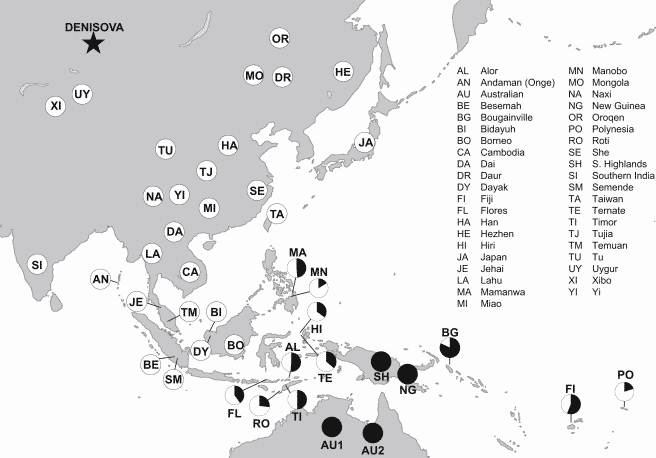 DENISOVA
OR
MO
DR
HE
XI
UY
JA
TU
HA
TJ
NA
YI
MI
SE
TA
DA
LA
SI
AN
CA
MA
MN
JE
TM
BI
HI
BE
SM
DY
BO
AL
TE
SH
NG
BG
FL
RO
TI
AU1
AU2
FI
PO
AL Alor
AN Andaman (Onge)
AU Australian
BE Besemah
BG Bougainville
BI Bidayuh
BO Borneo
CA Cambodia
DA Dai
DR Daur
DY Dayak
FI Fiji
FL Flores
HA Han
HE Hezhen
HI Hiri
JA Japan
JE Jehai
LA Lahu
MA Mamanwa
MI Miao
MN Manobo
MO Mongola
NA Naxi
NG New Guinea
OR Oroqen
PO Polynesia
RO Roti
SE She
SH S. Highlands
SI Southern India
SM Semende
TA Taiwan
TE Ternate
TI Timor
TJ Tujia
TM Temuan
TU Tu
UY Uygur
XI Xibo
YI Yi